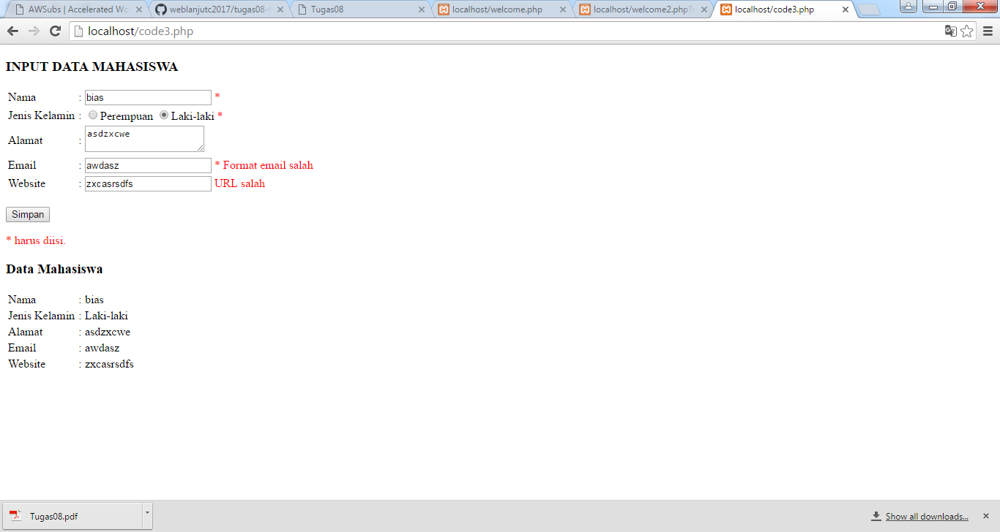 AWSubs | Accelerated Wo
weblanjutc2017/tugas08-
Tugas08
localhost/welcome.php
localhost/welcome2.php?
localhost/code3.php
localhost/code3.php
INPUT DATA MAHASISWA
Nama : bias *
Jenis Kelamin : Perempuan Laki-laki *
Alamat : asdzxcwe
Email : awdasz * Format email salah
Website : zxcasrsdfs URL salah
Simpan
* harus diisi.
Data Mahasiswa
Nama : bias
Jenis Kelamin : Laki-laki
Alamat : asdzxcwe
Email : awdasz
Website : zxcasrsdfs
Tugas08.pdf
Show all downloads...